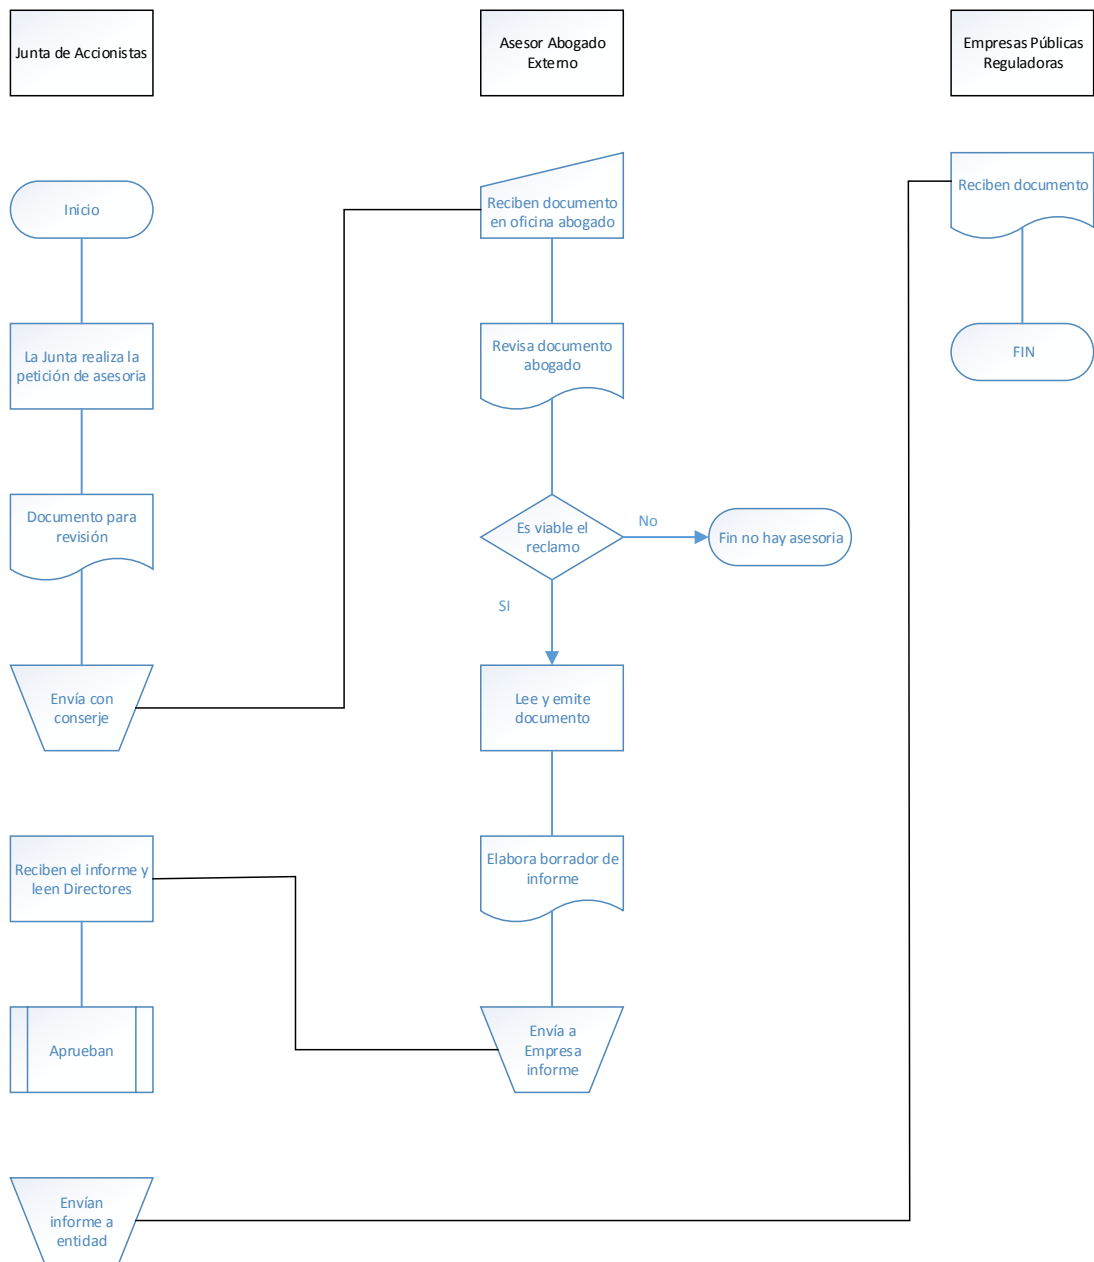 Junta de Accionistas
Asesor Abogado
Externo
Empresas Públicas
Reguladoras
Inicio
La Junta realiza la
petición de asesoria
Documento para
revisión
Envía con
conserje
Reciben el informe y
leen Directores
Aprueban
Envían
informe a
entidad
Reciben documento
en oficina abogado
Revisa documento
abogado
Es viable el
reclamo
No
Fin no hay asesoria
SI
Lee y emite
documento
Elabora borrador de
informe
Envía a
Empresa
informe
Reciben documento
FIN